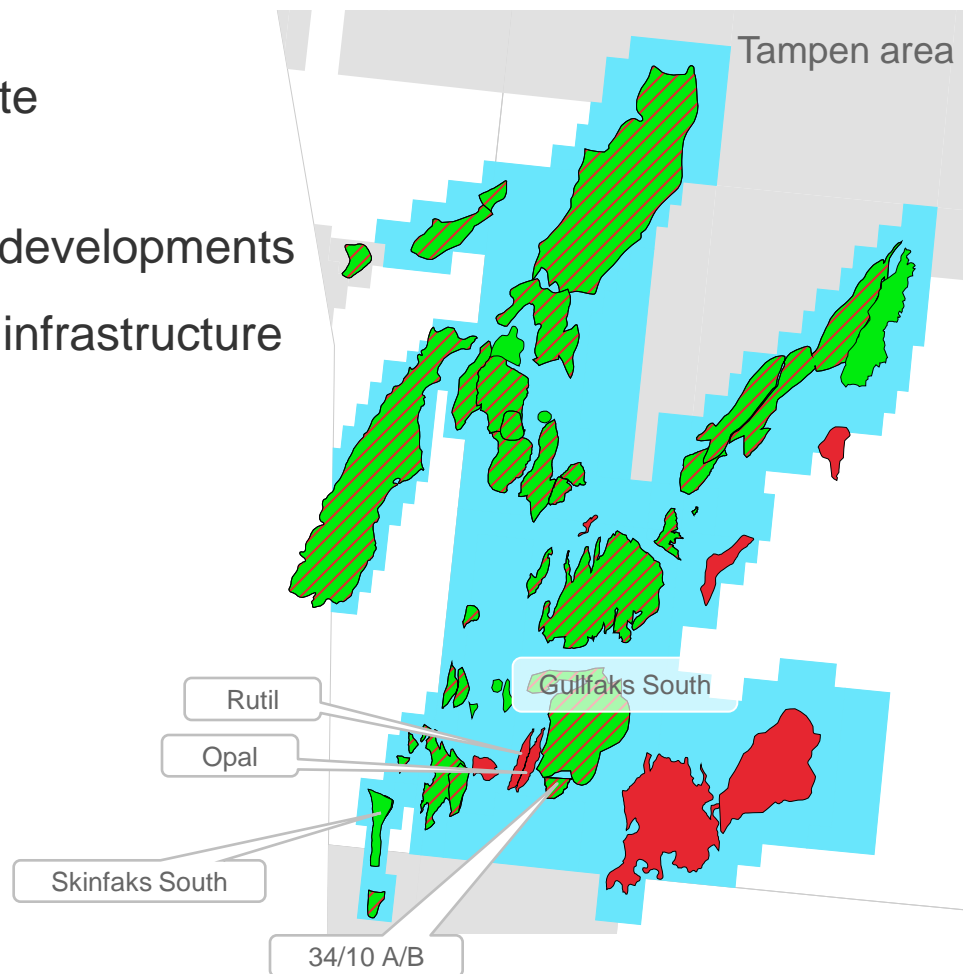 Tampen area
te
developments
infrastructure
Gullfaks South
Rutil
Opal
Skinfaks South
34/10 A/B